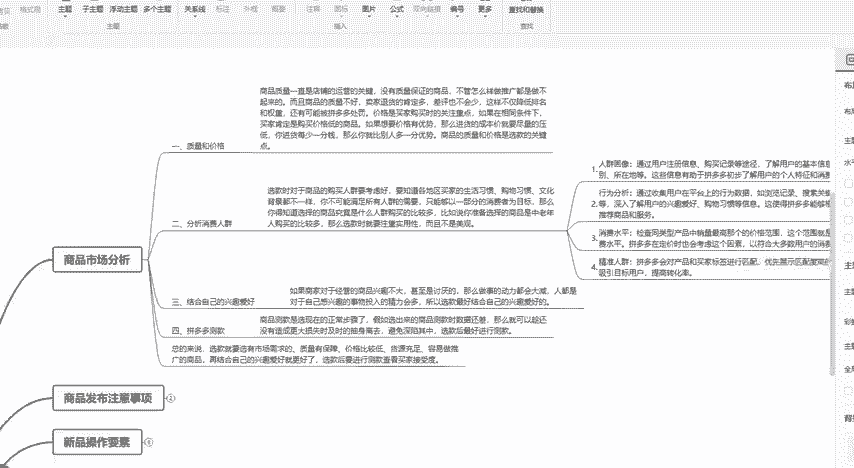 格式刷
主题 子主题 浮动主题 多个主题 关系线 标注 外框 概要 注释 图标 图片 公式 双向链接 编号 更多 查找和替换
主题 插入 查找
商品质量一直是店铺的运营的关键，没有质量保证的商品，不管怎么样做推广都是做不
起来的。而且商品的质量不好，卖家退货的肯定多，差评也不会少，这样不仅降低排名
和权重，还有可能被拼多多处罚。价格是买家购买时的关注重点，如果在相同条件下，
买家肯定是购买价格低的商品。如果想要价格有优势，那么进货的成本价就要尽量的压
低，你进货每少一分钱，那么你就比别人多一分优势。商品的质量和价格是选款的关键
点。
一、质量和价格
选款时对于商品的购买人群要考虑好，要知道各地区买家的生活习惯、购物习惯、文化
背景都不一样，你不可能满足所有人群的需要，只能够以一部分的消费者为目标，那么
你得知道选择的商品究竟是什么人群购买的比较多，比如说你准备选择的商品是中老年
人购买的比较多，那么选款时就要注重实用性，而且不是美观。
二、分析消费人群
1. 人群画像：通过用户注册信息、购买记录等途径，了解用户的基本信息
别、所在地等。这些信息有助于拼多多初步了解用户的个人特征和消费
2. 行为分析：通过收集用户在平台上的行为数据，如浏览记录、搜索关键
等，深入了解用户的兴趣爱好、购物习惯等信息。这使得拼多多能够
推荐商品和服务。
3. 消费水平：检查同类型产品中销量最高那个的价格范围，这个范围就是
费水平。拼多多在定价时也会考虑这个因素，以符合大多数用户的消费
4. 精准人群：拼多多会对产品和买家标签进行匹配，优先展示匹配度高的
吸引目标用户，提高转化率。
商品市场分析
三、结合自己的兴趣爱好
如果商家对于经营的商品兴趣不大，甚至是讨厌的，那么做事的动力都会大减，人都是
对于自己感兴趣的事物投入的精力会多，所以选款最好结合自己的兴趣爱好的。
四、拼多多测款
商品测款是选现在的正常步骤了，假如选出来的商品测款时数据还差，那么就可以趁还
没有造成更大损失时及时的抽身离去，避免深陷其中，选款后最好进行测款。
总的来说，选款就要选有市场需求的、质量有保障、价格比较低、货源充足、容易做推
广的商品，再结合自己的兴趣爱好就更好了，选款后要进行测款查看买家接受度。
商品发布注意事项
新品操作要素